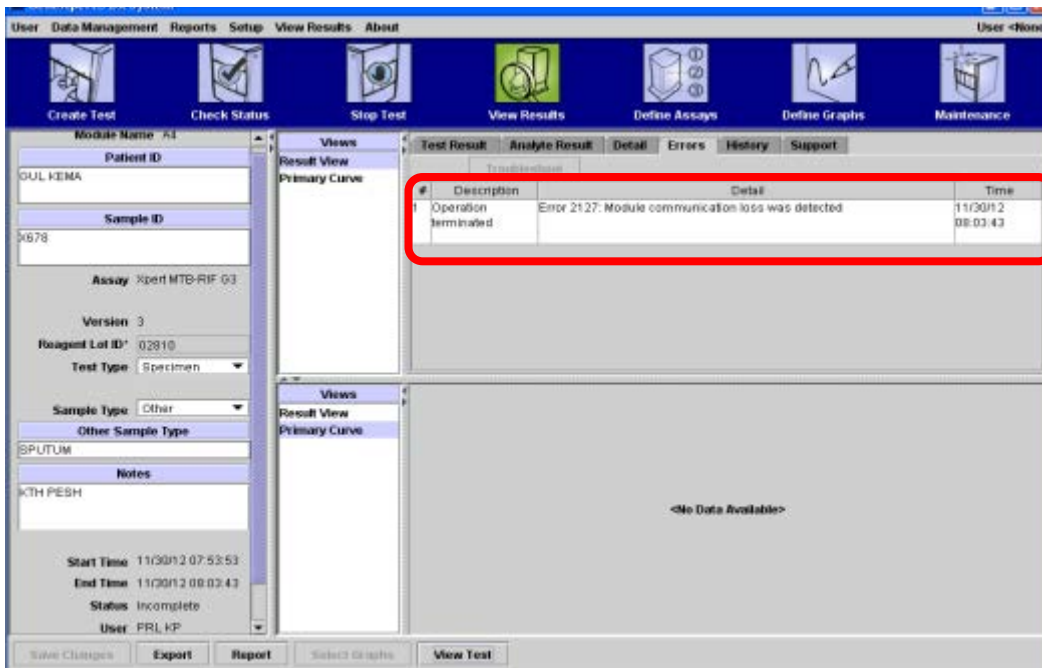 User Data Management Reports Setup View Results About User <None
Create Test Check Status Stop Test View Results Define Assays Define Graphs Maintenance
Module Name A4
Patient ID
GUL KEMA
Sample ID
X678
Assay Xpert MTB-RIF G3
Version 3
Reagent Lot ID* 02810
Test Type Specimen
Sample Type Other
Other Sample Type
SPUTUM
Notes
KTH PESH
Start Time 11/30/12 07:53:53
End Time 11/30/12 08:03:43
Status Incomplete
User PRL KP
Views
Result View
Primary Curve
Test Result Analyte Result Detail Errors History Support
Troubleshoot
# Description Detail Time
1 Operation terminated Error 2127: Module communication loss was detected 11/30/12 08:03:43
Views
Result View
Primary Curve
<No Data Available>
Save Changes Export Report Select Graphs View Test